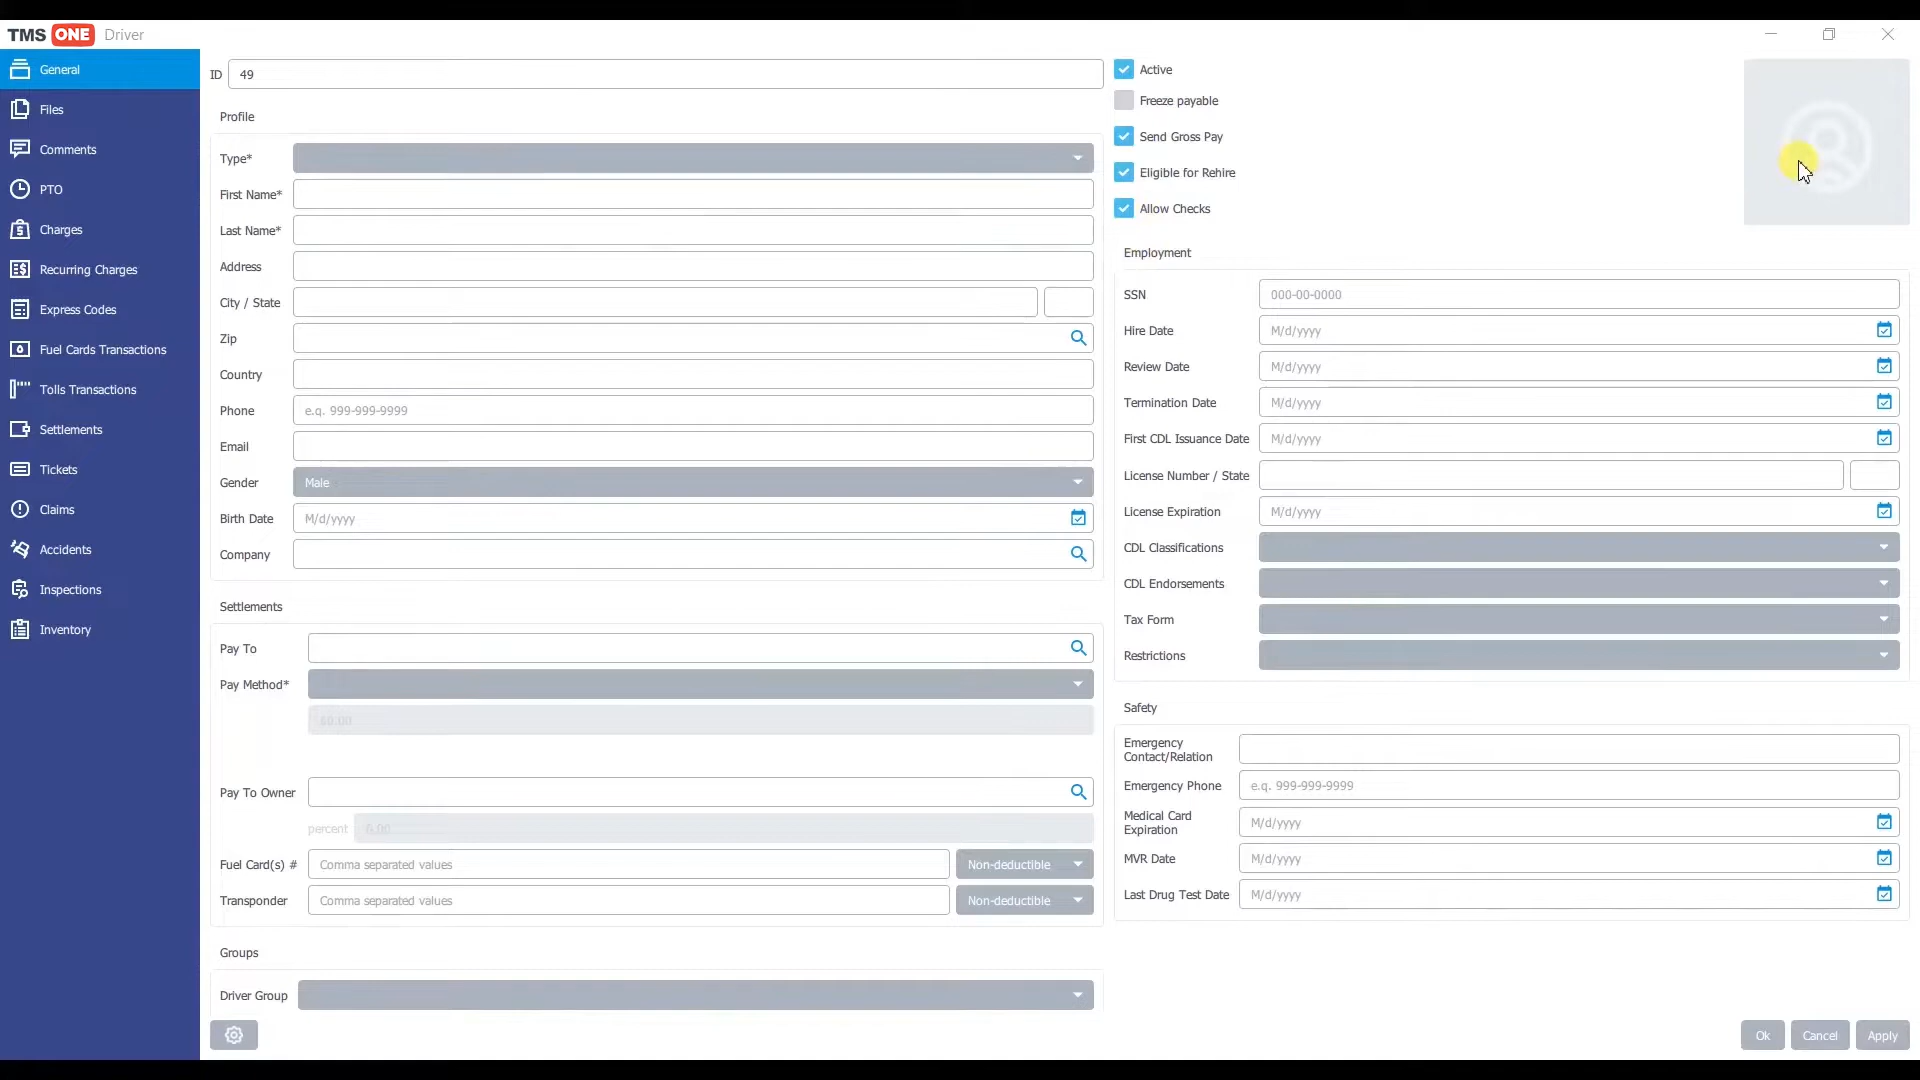 TMS ONE Driver
General
Files
Comments
PTO
Charges
Recurring Charges
Express Codes
Fuel Cards Transactions
Tolls Transactions
Settlements
Tickets
Claims
Accidents
Inspections
Inventory
ID 49
Profile
Type*
First Name*
Last Name*
Address
City / State
Zip
Country
Phone e.q. 999-999-9999
Email
Gender Male
Birth Date M/d/yyyy
Company
Settlements
Pay To
Pay Method*
$0.00
Pay To Owner
percent 0.00
Fuel Card(s) # Comma separated values Non-deductible
Transponder Comma separated values Non-deductible
Groups
Driver Group
Active
Freeze payable
Send Gross Pay
Eligible for Rehire
Allow Checks
Employment
SSN 000-00-0000
Hire Date M/d/yyyy
Review Date M/d/yyyy
Termination Date M/d/yyyy
First CDL Issuance Date M/d/yyyy
License Number / State
License Expiration M/d/yyyy
CDL Classifications
CDL Endorsements
Tax Form
Restrictions
Safety
Emergency
Contact/Relation
Emergency Phone e.q. 999-999-9999
Medical Card
Expiration M/d/yyyy
MVR Date M/d/yyyy
Last Drug Test Date M/d/yyyy
Ok Cancel Apply